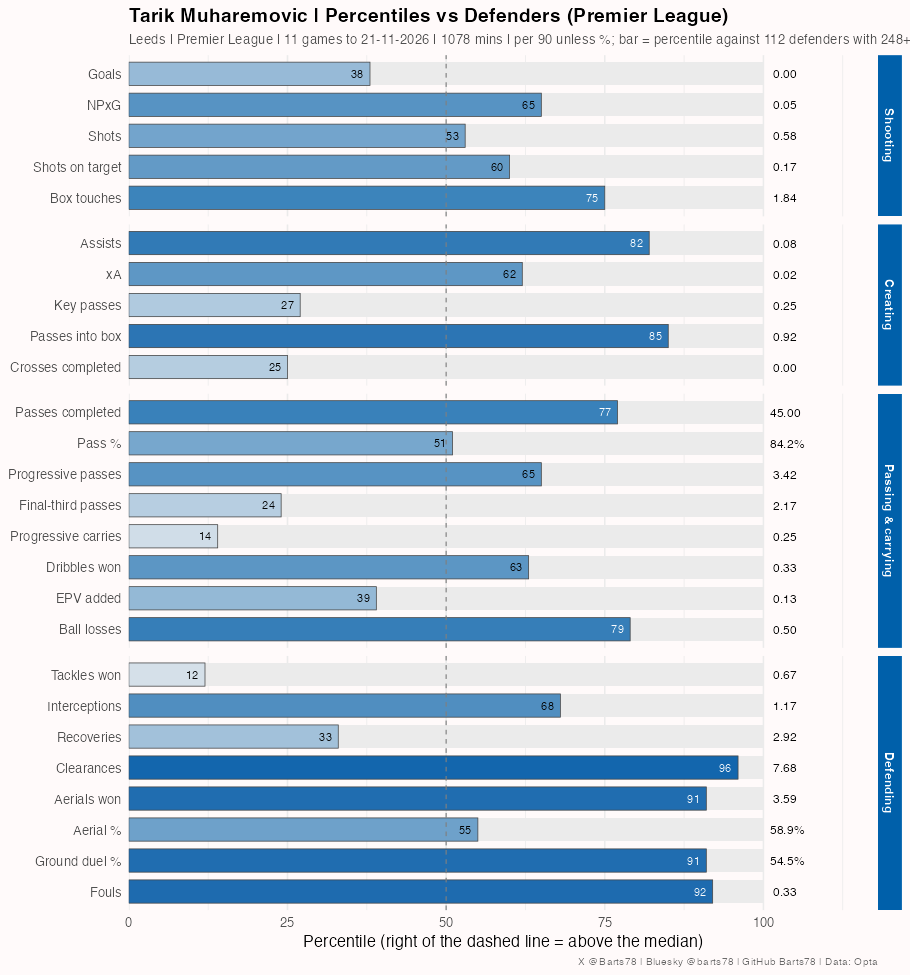 Tarik Muharemovic | Percentiles vs Defenders (Premier League)
Leeds | Premier League | 11 games to 21-11-2026 | 1078 mins | per 90 unless %; bar = percentile against 112 defenders with 248+
Shooting
Goals 38 0.00
NPxG 65 0.05
Shots 53 0.58
Shots on target 60 0.17
Box touches 75 1.84
Creating
Assists 82 0.08
xA 62 0.02
Key passes 27 0.25
Passes into box 85 0.92
Crosses completed 25 0.00
Passing & carrying
Passes completed 77 45.00
Pass % 51 84.2%
Progressive passes 65 3.42
Final-third passes 24 2.17
Progressive carries 14 0.25
Dribbles won 63 0.33
EPV added 39 0.13
Ball losses 79 0.50
Defending
Tackles won 12 0.67
Interceptions 68 1.17
Recoveries 33 2.92
Clearances 96 7.68
Aerials won 91 3.59
Aerial % 55 58.9%
Ground duel % 91 54.5%
Fouls 92 0.33
0 25 50 75 100
Percentile (right of the dashed line = above the median)
X @Barts78 | Bluesky @barts78 | GitHub Barts78 | Data: Opta